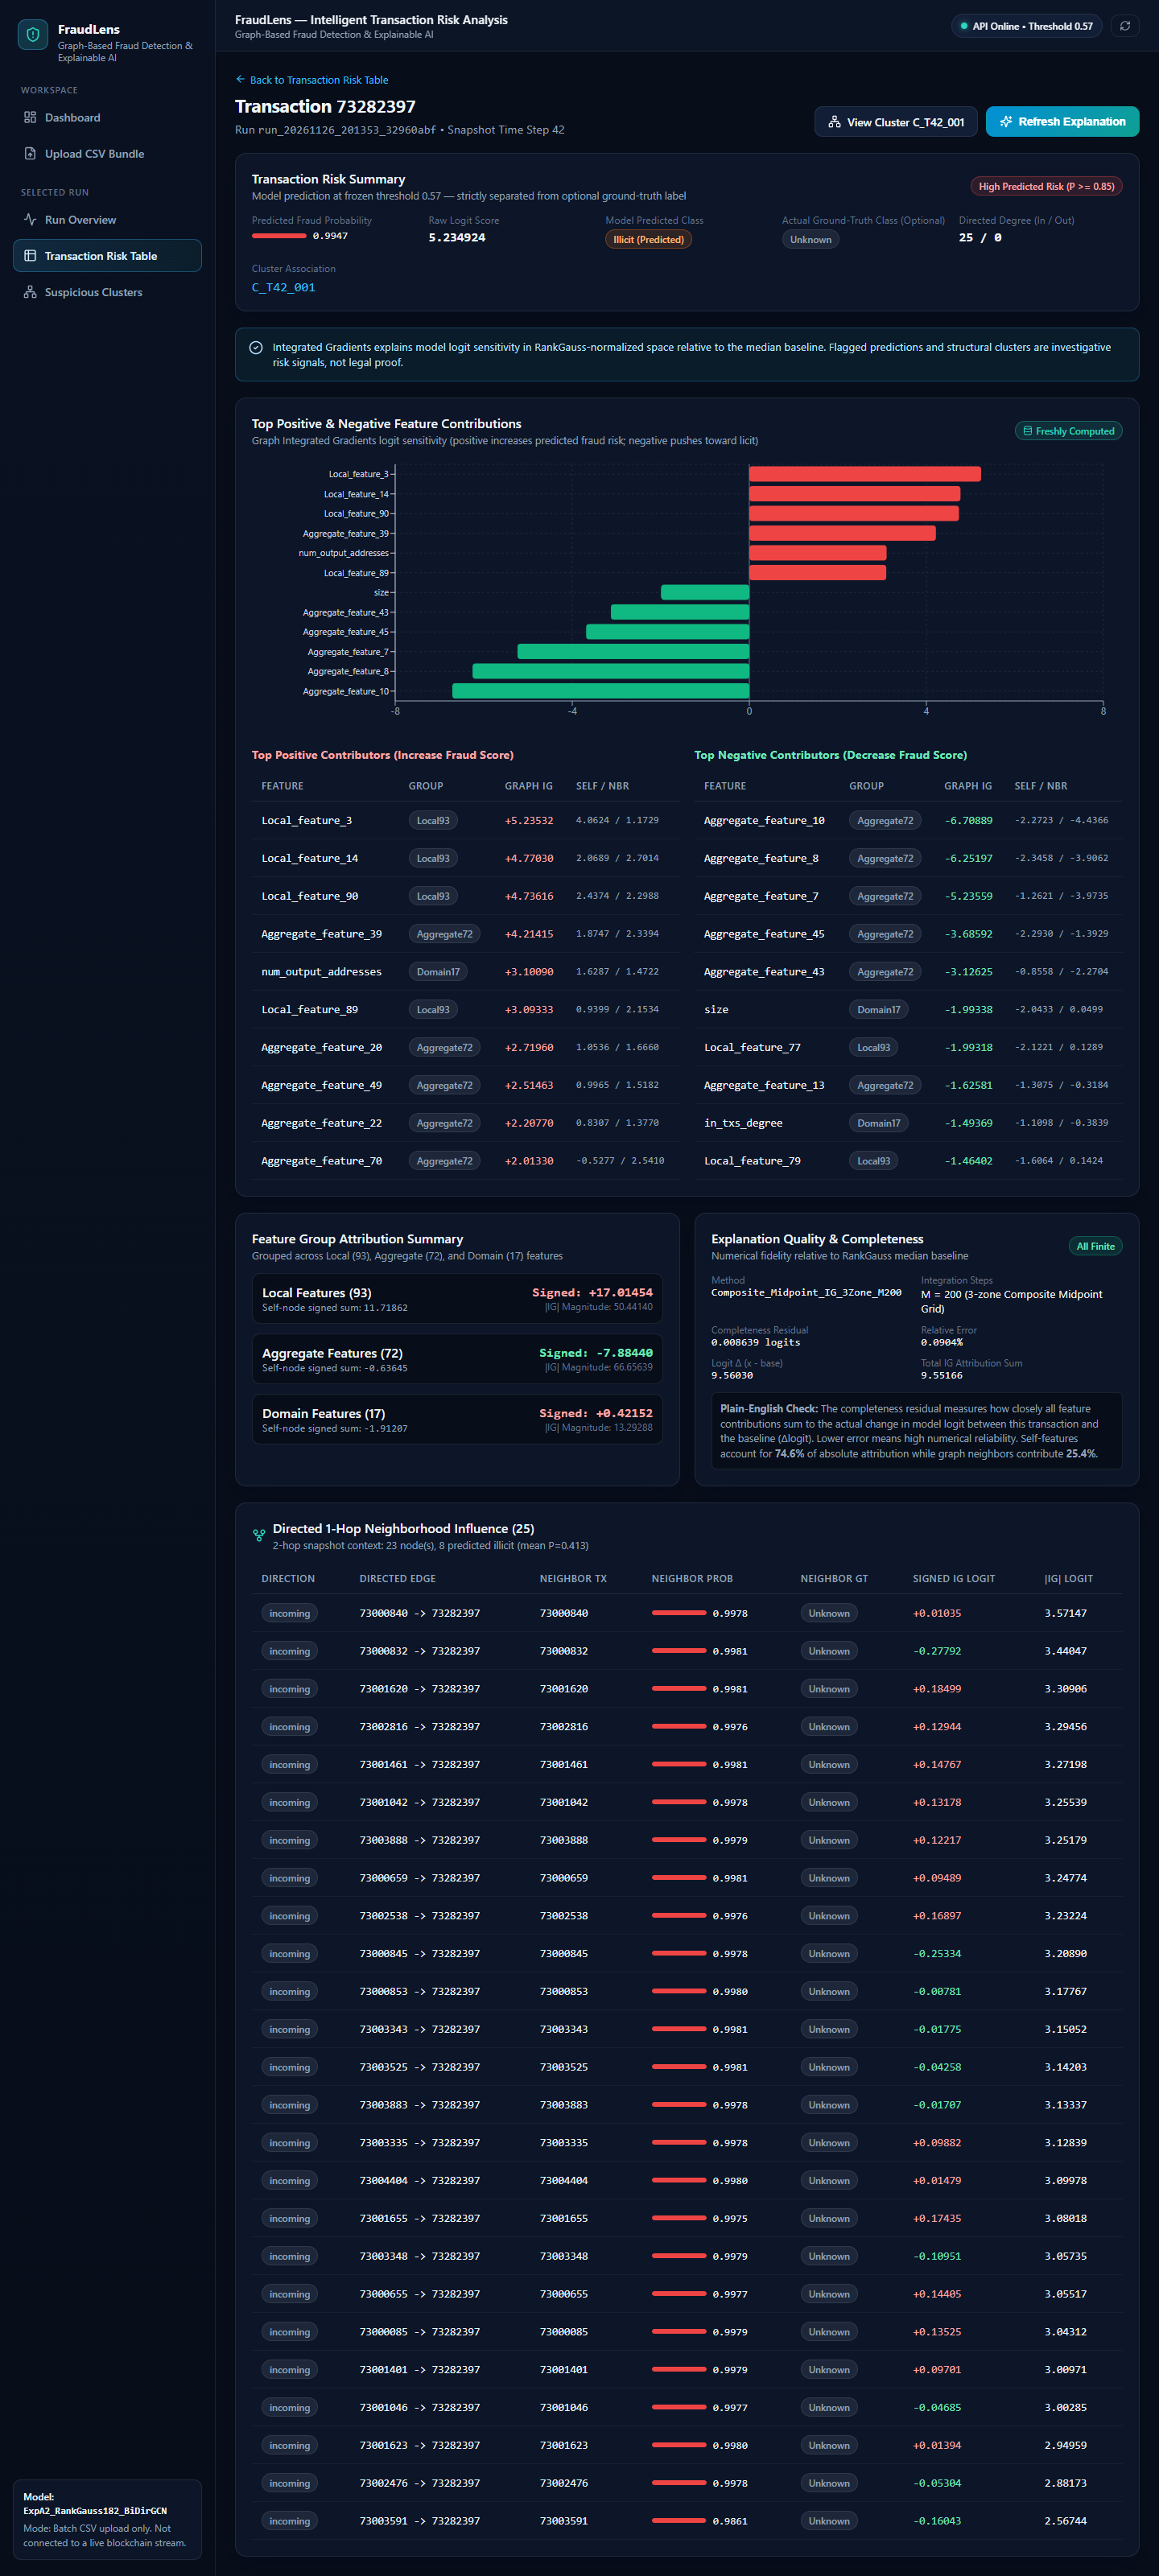 FraudLens
Graph-Based Fraud Detection &
Explainable AI
WORKSPACE
Dashboard
Upload CSV Bundle
SELECTED RUN
Run Overview
Transaction Risk Table
Suspicious Clusters
Model:
ExpA2_RankGauss182_BiDirGCN
Mode: Batch CSV upload only. Not
connected to a live blockchain stream.
FraudLens — Intelligent Transaction Risk Analysis
Graph-Based Fraud Detection & Explainable AI
API Online • Threshold 0.57
Back to Transaction Risk Table
Transaction 73282397
Run run_20261126_201353_32960abf • Snapshot Time Step 42
View Cluster C_T42_001
Refresh Explanation
Transaction Risk Summary
Model prediction at frozen threshold 0.57 — strictly separated from optional ground-truth label
High Predicted Risk (P >= 0.85)
Predicted Fraud Probability
0.9947
Raw Logit Score
5.234924
Model Predicted Class
Illicit (Predicted)
Actual Ground-Truth Class (Optional)
Unknown
Directed Degree (In / Out)
25 / 0
Cluster Association
C_T42_001
Integrated Gradients explains model logit sensitivity in RankGauss-normalized space relative to the median baseline. Flagged predictions and structural clusters are investigative
risk signals, not legal proof.
Top Positive & Negative Feature Contributions
Graph Integrated Gradients logit sensitivity (positive increases predicted fraud risk; negative pushes toward licit)
Freshly Computed
Local_feature_3
Local_feature_14
Local_feature_90
Aggregate_feature_39
num_output_addresses
Local_feature_89
size
Aggregate_feature_43
Aggregate_feature_45
Aggregate_feature_7
Aggregate_feature_8
Aggregate_feature_10
-8 -4 0 4 8
Top Positive Contributors (Increase Fraud Score)
FEATURE GROUP GRAPH IG SELF / NBR
Local_feature_3 Local93 +5.23532 4.0624 / 1.1729
Local_feature_14 Local93 +4.77030 2.0689 / 2.7014
Local_feature_90 Local93 +4.73616 2.4374 / 2.2988
Aggregate_feature_39 Aggregate72 +4.21415 1.8747 / 2.3394
num_output_addresses Domain17 +3.10090 1.6287 / 1.4722
Local_feature_89 Local93 +3.09333 0.9399 / 2.1534
Aggregate_feature_20 Aggregate72 +2.71960 1.0536 / 1.6660
Aggregate_feature_49 Aggregate72 +2.51463 0.9965 / 1.5182
Aggregate_feature_22 Aggregate72 +2.20770 0.8307 / 1.3770
Aggregate_feature_70 Aggregate72 +2.01330 -0.5277 / 2.5410
Top Negative Contributors (Decrease Fraud Score)
FEATURE GROUP GRAPH IG SELF / NBR
Aggregate_feature_10 Aggregate72 -6.70889 -2.2723 / -4.4366
Aggregate_feature_8 Aggregate72 -6.25197 -2.3458 / -3.9062
Aggregate_feature_7 Aggregate72 -5.23559 -1.2621 / -3.9735
Aggregate_feature_45 Aggregate72 -3.68592 -2.2930 / -1.3929
Aggregate_feature_43 Aggregate72 -3.12625 -0.8558 / -2.2704
size Domain17 -1.99338 -2.0433 / 0.0499
Local_feature_77 Local93 -1.99318 -2.1221 / 0.1289
Aggregate_feature_13 Aggregate72 -1.62581 -1.3075 / -0.3184
in_txs_degree Domain17 -1.49369 -1.1098 / -0.3839
Local_feature_79 Local93 -1.46402 -1.6064 / 0.1424
Feature Group Attribution Summary
Grouped across Local (93), Aggregate (72), and Domain (17) features
Local Features (93) Signed: +17.01454
Self-node signed sum: 11.71862 |IG| Magnitude: 50.44140
Aggregate Features (72) Signed: -7.88440
Self-node signed sum: -0.63645 |IG| Magnitude: 66.65639
Domain Features (17) Signed: +0.42152
Self-node signed sum: -1.91207 |IG| Magnitude: 13.29288
Explanation Quality & Completeness
Numerical fidelity relative to RankGauss median baseline
All Finite
Method
Composite_Midpoint_IG_3Zone_M200
Integration Steps
M = 200 (3-zone Composite Midpoint
Grid)
Completeness Residual
0.008639 logits
Relative Error
0.0904%
Logit Δ (x - base)
9.56030
Total IG Attribution Sum
9.55166
Plain-English Check: The completeness residual measures how closely all feature
contributions sum to the actual change in model logit between this transaction and
the baseline (Δlogit). Lower error means high numerical reliability. Self-features
account for 74.6% of absolute attribution while graph neighbors contribute 25.4%.
Directed 1-Hop Neighborhood Influence (25)
2-hop snapshot context: 23 node(s), 8 predicted illicit (mean P=0.413)
DIRECTION DIRECTED EDGE NEIGHBOR TX NEIGHBOR PROB NEIGHBOR GT SIGNED IG LOGIT |IG| LOGIT
incoming 73000840 -> 73282397 73000840 0.9978 Unknown +0.01035 3.57147
incoming 73000832 -> 73282397 73000832 0.9981 Unknown -0.27792 3.44047
incoming 73001620 -> 73282397 73001620 0.9981 Unknown +0.18499 3.30906
incoming 73002816 -> 73282397 73002816 0.9976 Unknown +0.12944 3.29456
incoming 73001461 -> 73282397 73001461 0.9981 Unknown +0.14767 3.27198
incoming 73001042 -> 73282397 73001042 0.9978 Unknown +0.13178 3.25539
incoming 73003888 -> 73282397 73003888 0.9979 Unknown +0.12217 3.25179
incoming 73000659 -> 73282397 73000659 0.9981 Unknown +0.09489 3.24774
incoming 73002538 -> 73282397 73002538 0.9976 Unknown +0.16897 3.23224
incoming 73000845 -> 73282397 73000845 0.9978 Unknown -0.25334 3.20890
incoming 73000853 -> 73282397 73000853 0.9980 Unknown -0.00781 3.17767
incoming 73003343 -> 73282397 73003343 0.9981 Unknown -0.01775 3.15052
incoming 73003525 -> 73282397 73003525 0.9981 Unknown -0.04258 3.14203
incoming 73003883 -> 73282397 73003883 0.9978 Unknown -0.01707 3.13337
incoming 73003335 -> 73282397 73003335 0.9978 Unknown +0.09882 3.12839
incoming 73004404 -> 73282397 73004404 0.9980 Unknown +0.01479 3.09978
incoming 73001655 -> 73282397 73001655 0.9975 Unknown +0.17435 3.08018
incoming 73003348 -> 73282397 73003348 0.9979 Unknown -0.10951 3.05735
incoming 73000655 -> 73282397 73000655 0.9977 Unknown +0.14405 3.05517
incoming 73000085 -> 73282397 73000085 0.9979 Unknown +0.13525 3.04312
incoming 73001401 -> 73282397 73001401 0.9979 Unknown +0.09701 3.00971
incoming 73001046 -> 73282397 73001046 0.9977 Unknown -0.04685 3.00285
incoming 73001623 -> 73282397 73001623 0.9980 Unknown +0.01394 2.94959
incoming 73002476 -> 73282397 73002476 0.9978 Unknown -0.05304 2.88173
incoming 73003591 -> 73282397 73003591 0.9861 Unknown -0.16043 2.56744